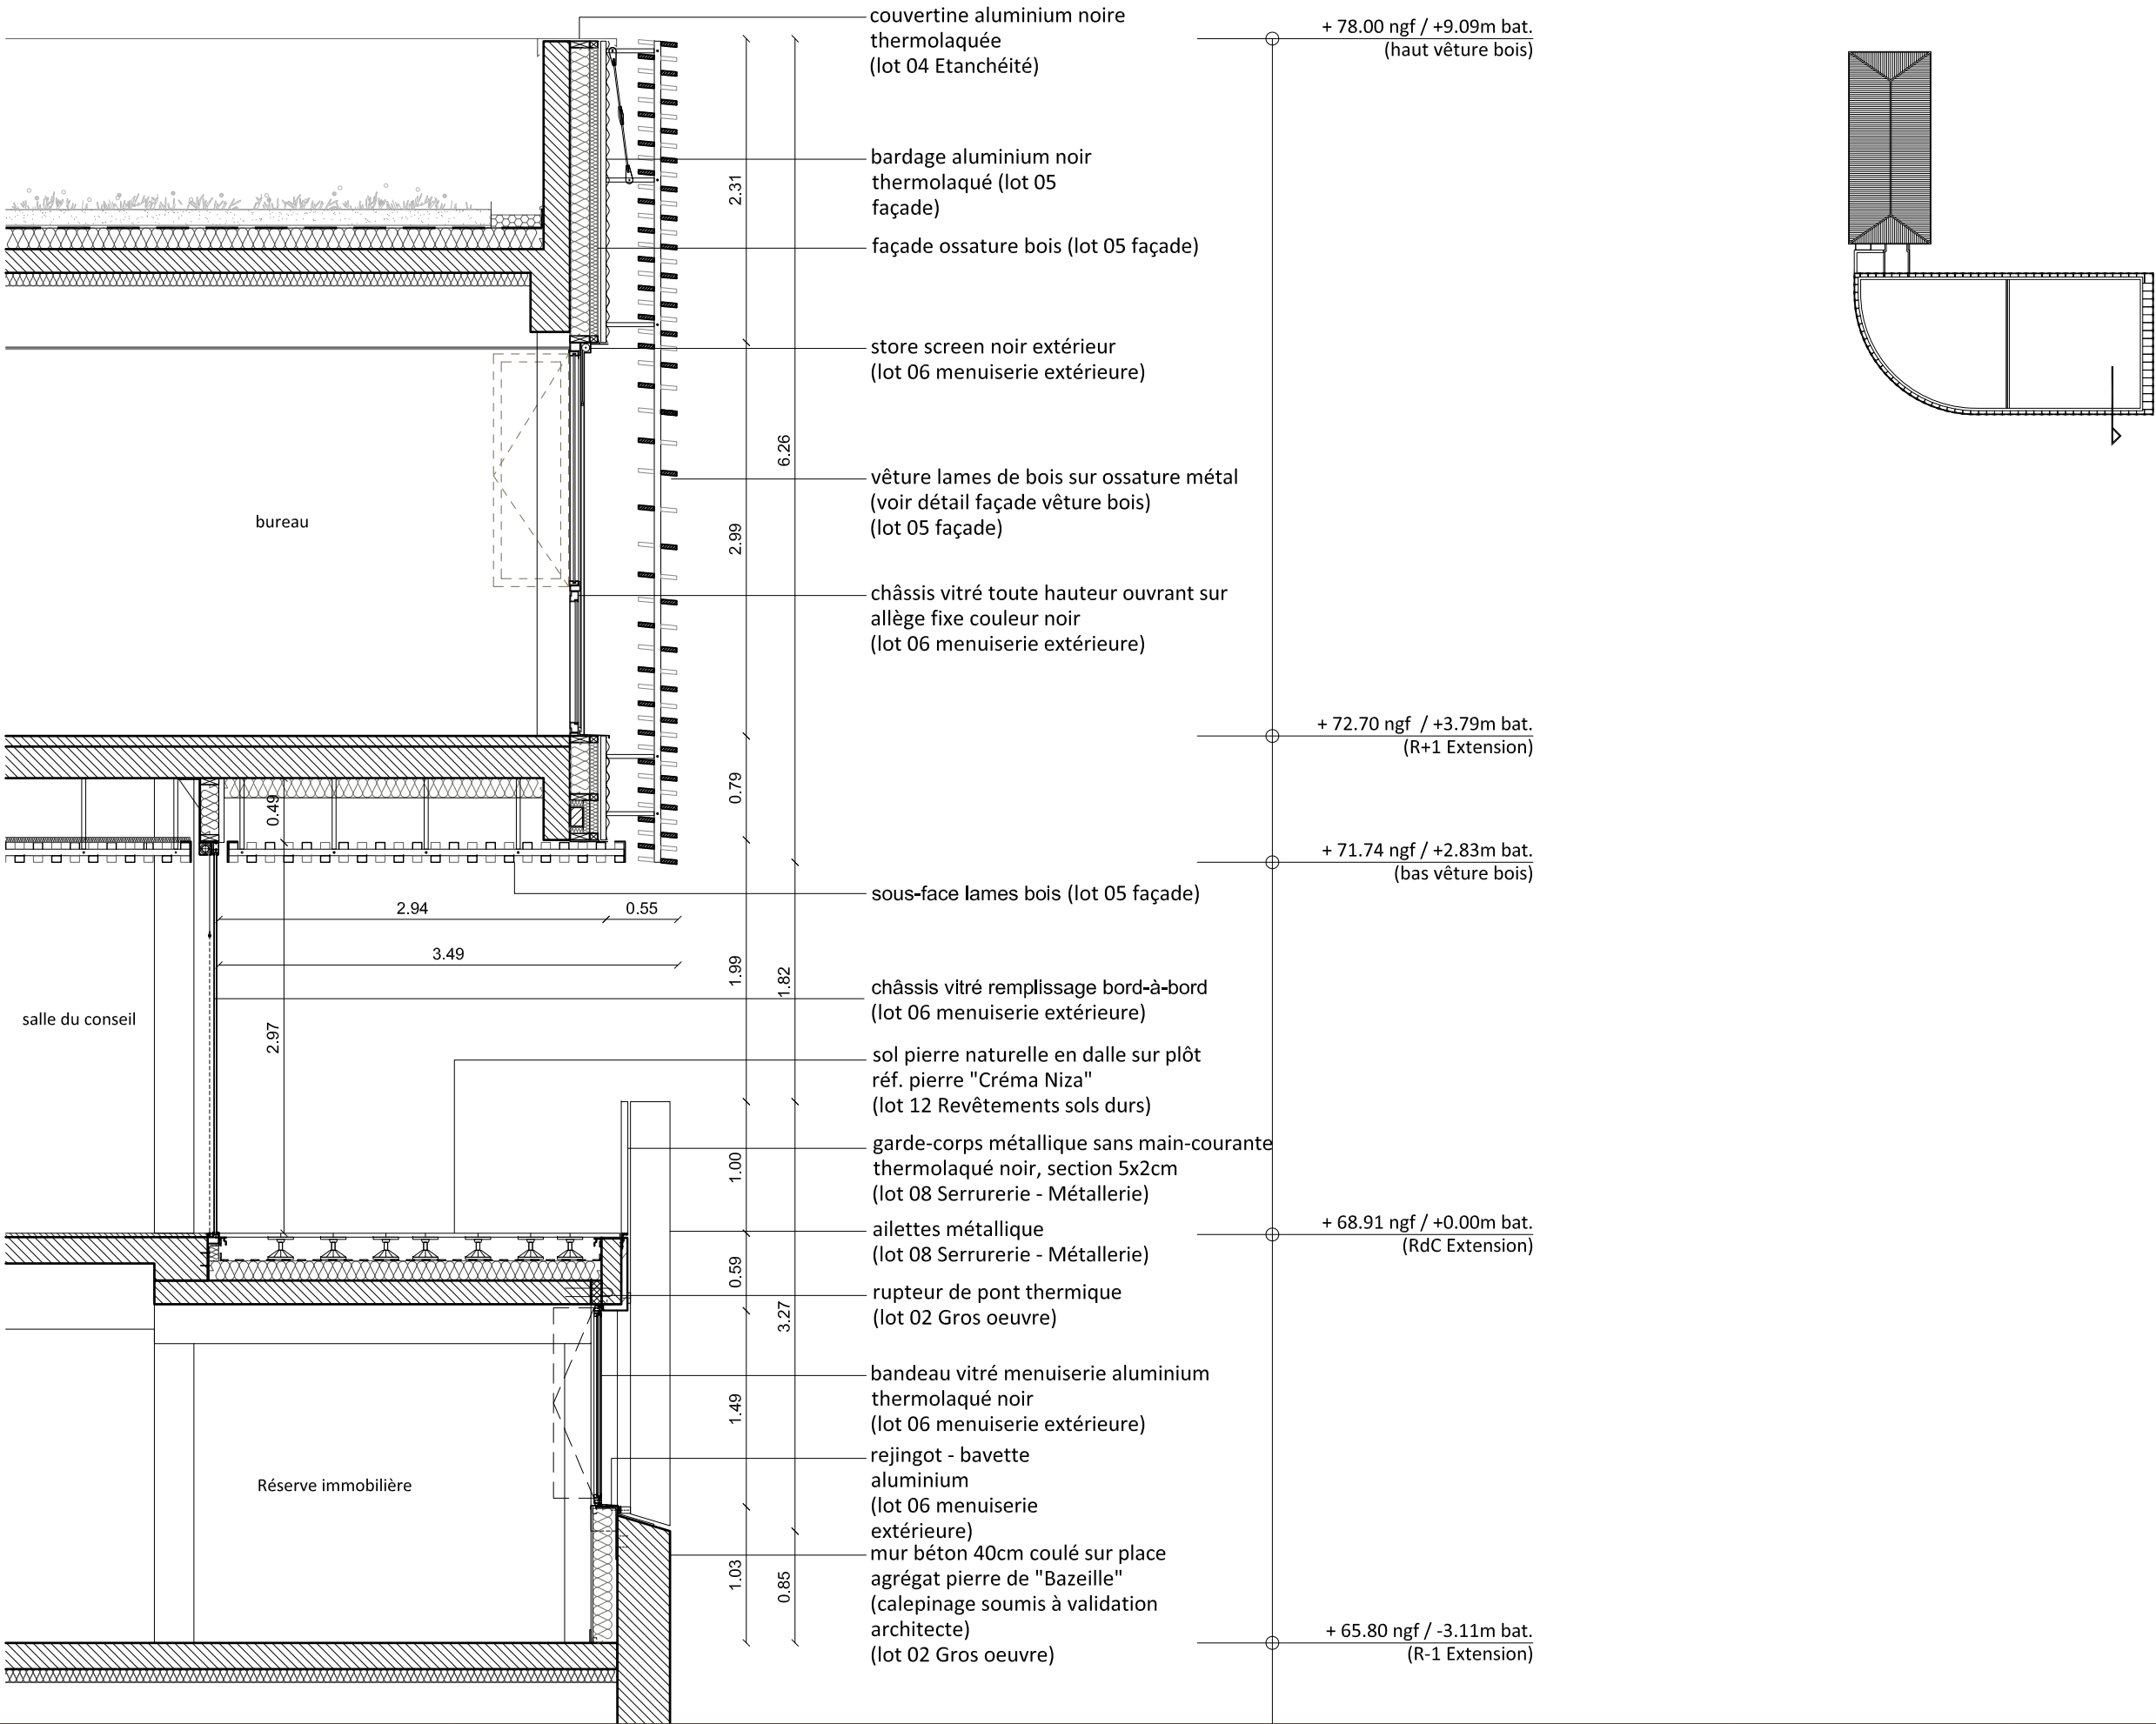 couvertine aluminium noire
thermolaquée
(lot 04 Etanchéité)
+ 78.00 ngf / +9.09m bat.
(haut vêture bois)
bardage aluminium noir
thermolaqué (lot 05
façade)
2.31
façade ossature bois (lot 05 façade)
store screen noir extérieur
(lot 06 menuiserie extérieure)
6.26
vêture lames de bois sur ossature métal
(voir détail façade vêture bois)
(lot 05 façade)
bureau
2.99
châssis vitré toute hauteur ouvrant sur
allège fixe couleur noir
(lot 06 menuiserie extérieure)
+ 72.70 ngf / +3.79m bat.
(R+1 Extension)
0.49
0.79
+ 71.74 ngf / +2.83m bat.
(bas vêture bois)
sous-face lames bois (lot 05 façade)
2.94
0.55
3.49
1.99
1.82
châssis vitré remplissage bord-à-bord
(lot 06 menuiserie extérieure)
salle du conseil
2.97
sol pierre naturelle en dalle sur plôt
réf. pierre "Créma Niza"
(lot 12 Revêtements sols durs)
garde-corps métallique sans main-courante
thermolaqué noir, section 5x2cm
(lot 08 Serrurerie - Métallerie)
1.00
ailettes métallique
(lot 08 Serrurerie - Métallerie)
+ 68.91 ngf / +0.00m bat.
(RdC Extension)
0.59
rupteur de pont thermique
(lot 02 Gros oeuvre)
3.27
bandeau vitré menuiserie aluminium
thermolaqué noir
(lot 06 menuiserie extérieure)
1.49
rejingot - bavette
aluminium
(lot 06 menuiserie
extérieure)
Réserve immobilière
mur béton 40cm coulé sur place
agrégat pierre de "Bazeille"
(calepinage soumis à validation
architecte)
(lot 02 Gros oeuvre)
1.03
0.85
+ 65.80 ngf / -3.11m bat.
(R-1 Extension)